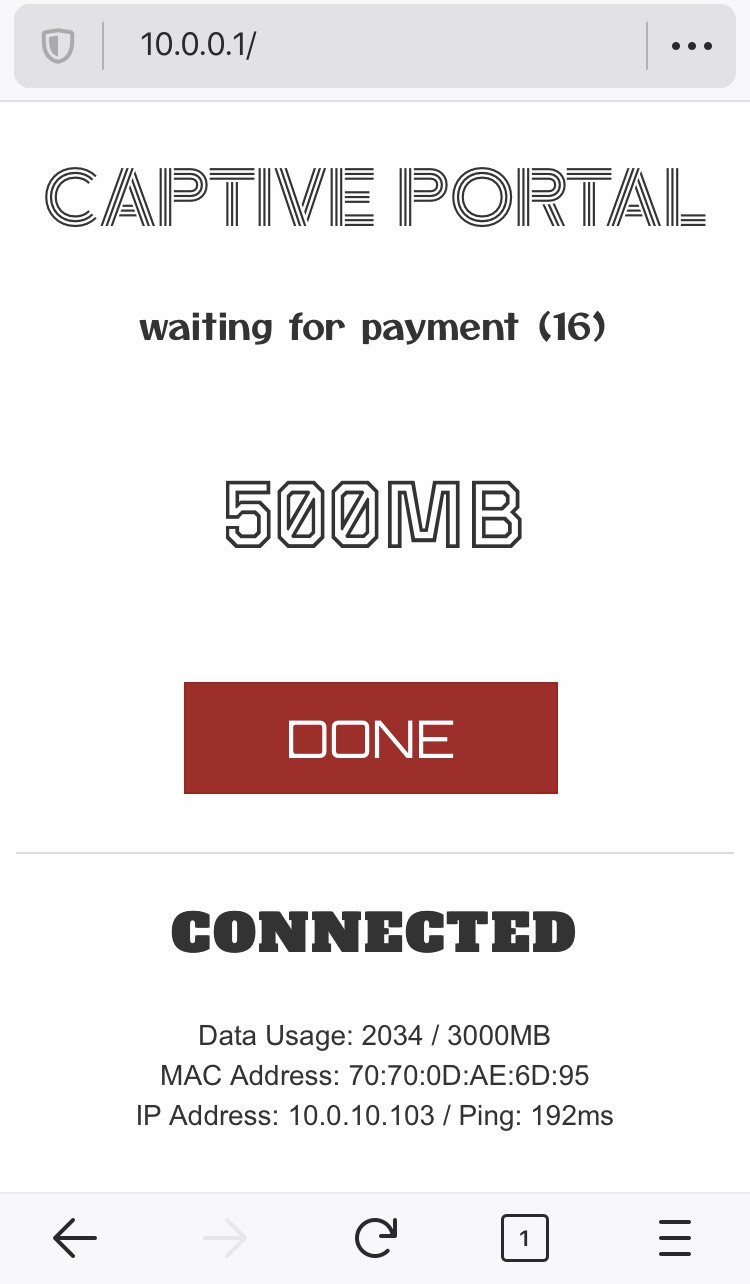 10.0.0.1/
CAPTIVE PORTAL
waiting for payment (16)
500MB
DONE
CONNECTED
Data Usage: 2034 / 3000MB
MAC Address: 70:70:0D:AE:6D:95
IP Address: 10.0.10.103 / Ping: 192ms
1